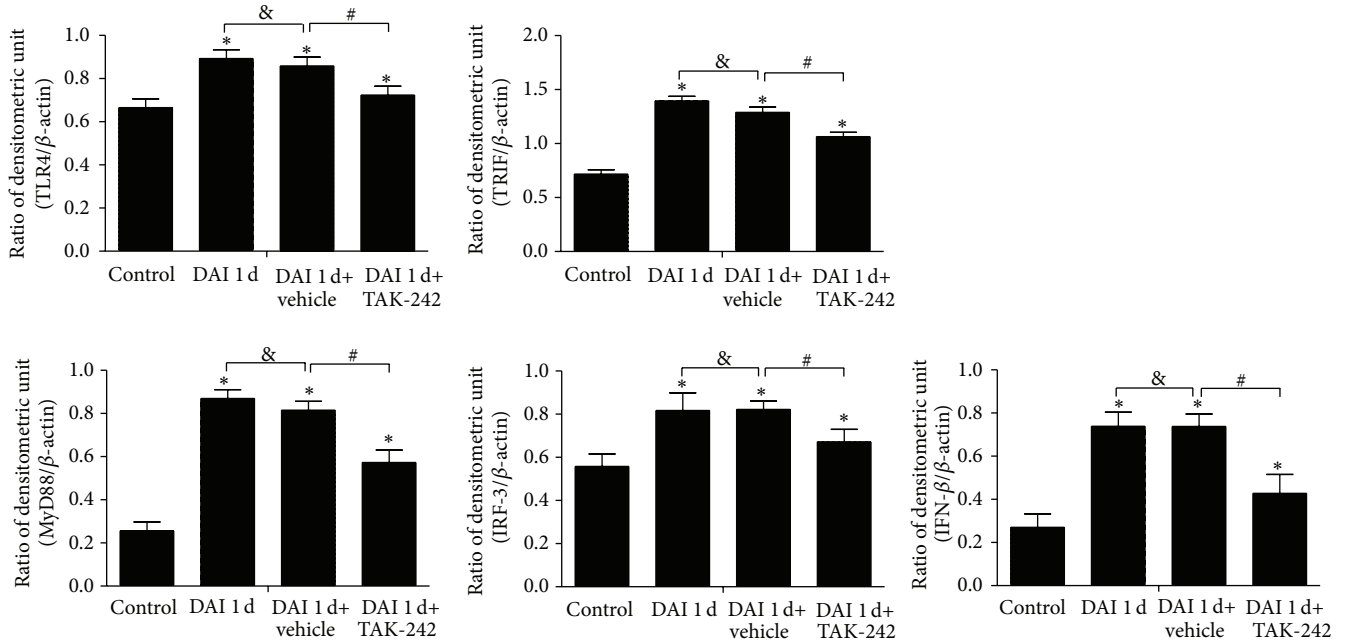 Ratio of densitometric unit
(TLR4/β-actin)
1.0
0.8
0.6
0.4
0.2
0.0
&
#
*
*
*
Control
DAI 1 d
DAI 1 d+
vehicle
DAI 1 d+
TAK-242
Ratio of densitometric unit
(TRIF/β-actin)
2.0
1.5
1.0
0.5
0.0
&
#
*
*
*
Control
DAI 1 d
DAI 1 d+
vehicle
DAI 1 d+
TAK-242
Ratio of densitometric unit
(MyD88/β-actin)
1.0
0.8
0.6
0.4
0.2
0.0
&
#
*
*
*
Control
DAI 1 d
DAI 1 d+
vehicle
DAI 1 d+
TAK-242
Ratio of densitometric unit
(IRF-3/β-actin)
1.0
0.8
0.6
0.4
0.2
0.0
&
#
*
*
*
Control
DAI 1 d
DAI 1 d+
vehicle
DAI 1 d+
TAK-242
Ratio of densitometric unit
(IFN-β/β-actin)
1.0
0.8
0.6
0.4
0.2
0.0
&
#
*
*
*
Control
DAI 1 d
DAI 1 d+
vehicle
DAI 1 d+
TAK-242